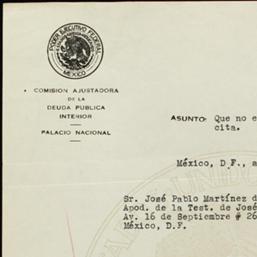 PODER EJECUTIVO FEDERAL
MEXICO
COMISION AJUSTADORA
DE LA
DEUDA PUBLICA
INTERIOR
PALACIO NACIONAL
ASUNTO: Que no e
cita.
México, D.F., a
Sr. José Pablo Martínez d
Apod. de la Test. de José
Av. 16 de Septiembre # 26
México, D.F.